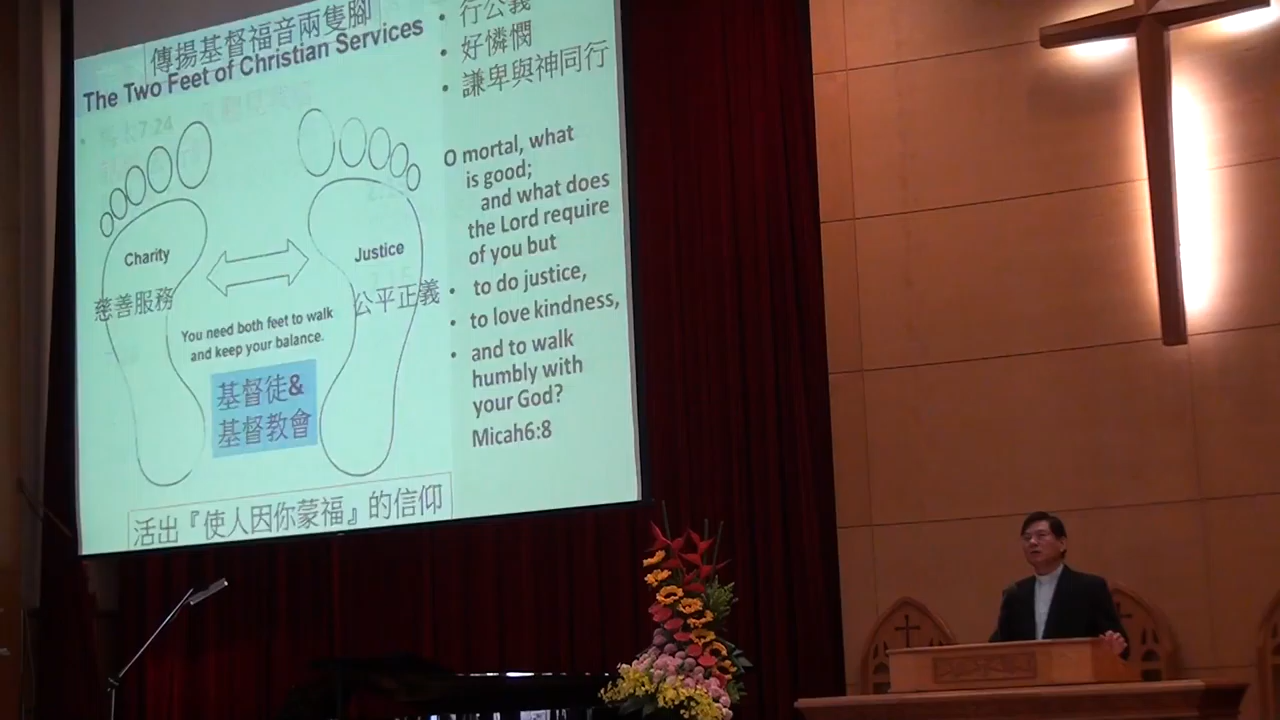 傳揚基督福音兩隻腳
The Two Feet of Christian Services
Charity
慈善服務
Justice
公平正義
You need both feet to walk
and keep your balance.
基督徒&
基督教會
活出『使人因你蒙福』的信仰
• 行公義
• 好憐憫
• 謙卑與神同行
O mortal, what
is good;
and what does
the Lord require
of you but
• to do justice,
• to love kindness,
• and to walk
humbly with
your God?
Micah6:8